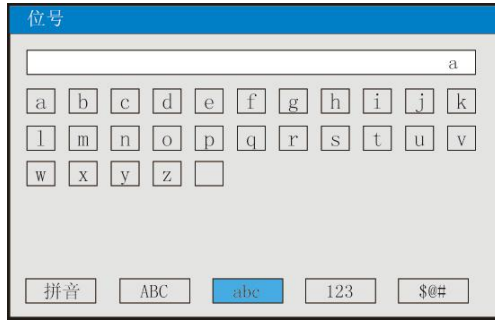 位号
a
a b c d e f g h i j k
l m n o p q r s t u v
w x y z
拼音 ABC abc 123 $@#